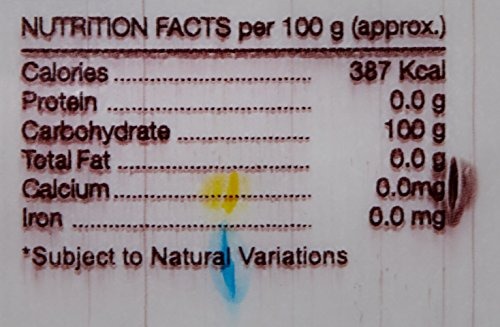 NUTRITION FACTS per 100 g (approx.)
Calories ........................................ 387 Kcal
Protein ......................................... 0.0 g
Carbohydrate .......................... 100 g
Total Fat ........................................ 0.0 g
Calcium ........................................ 0.0mg
Iron ................................................ 0.0 mg
*Subject to Natural Variations